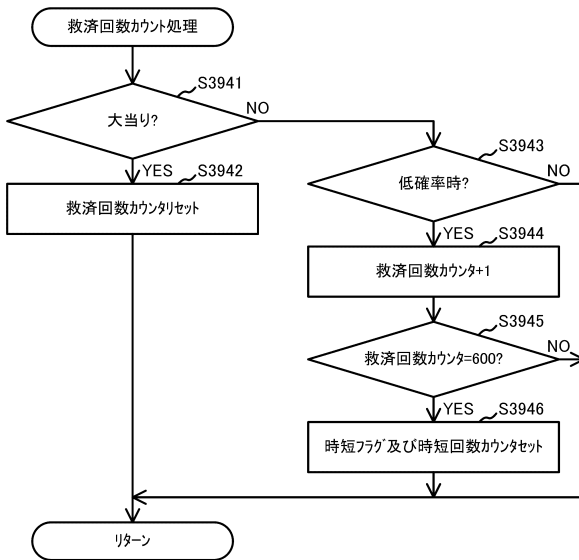 救済回数カウント処理
S3941
大当り?
NO
YES
S3942
救済回数カウンタリセット
S3943
低確率時?
NO
YES
S3944
救済回数カウンタ+1
S3945
救済回数カウンタ=600?
NO
YES
S3946
時短フラグ及び時短回数カウンタセット
リターン